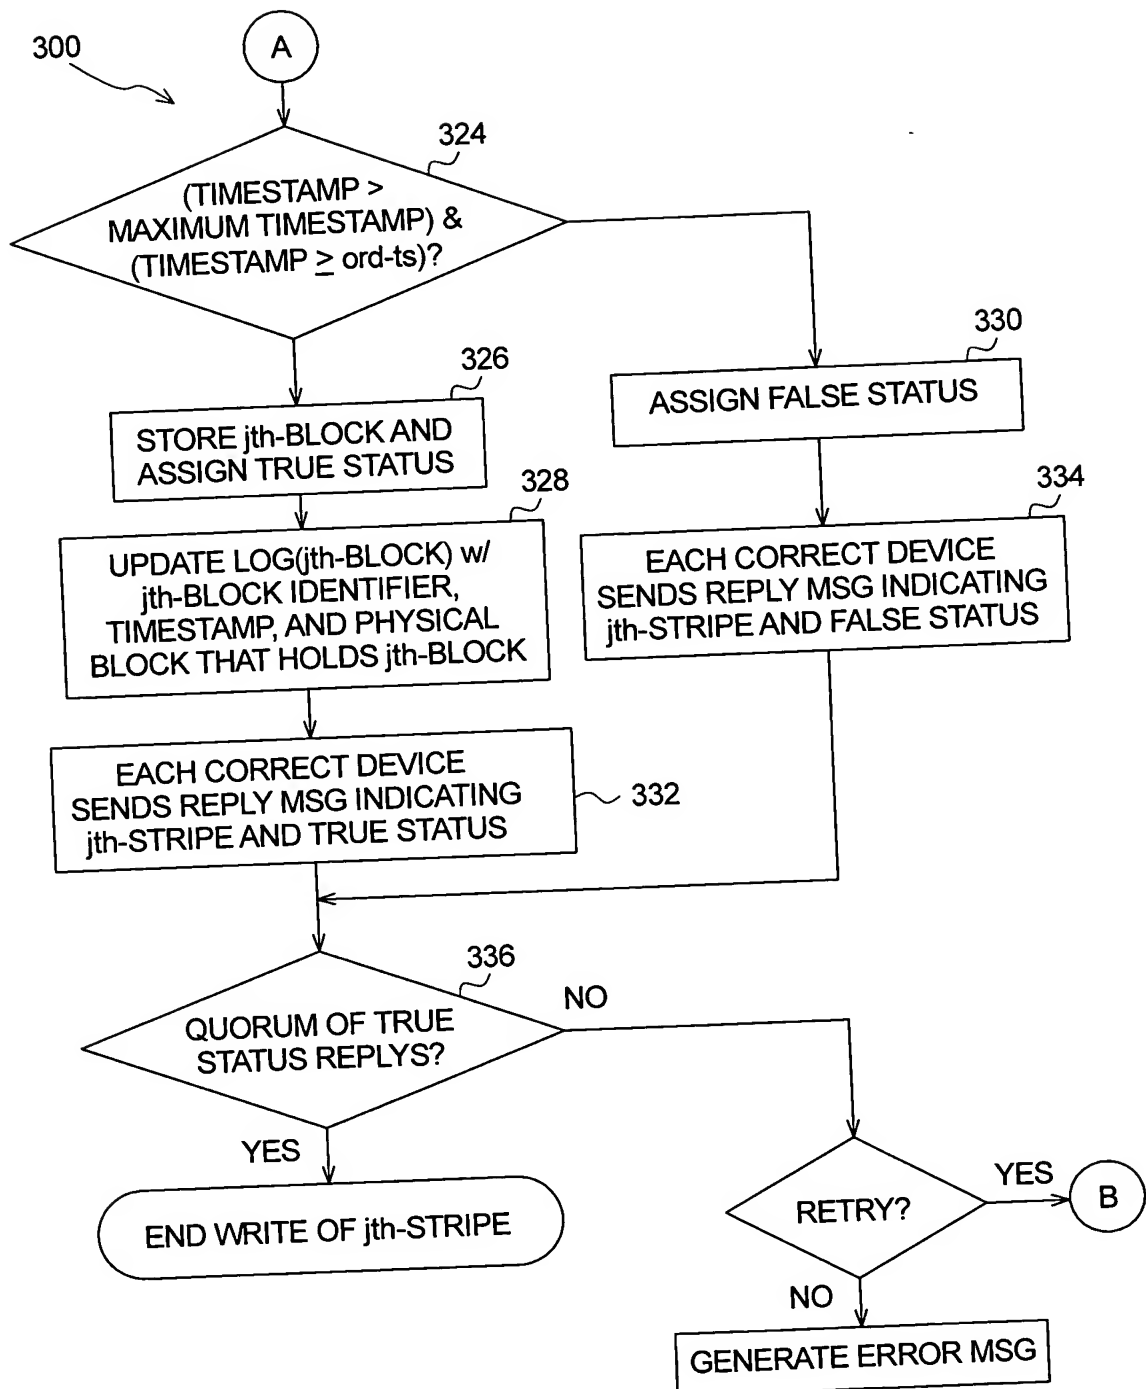 300
A
324
(TIMESTAMP >
MAXIMUM TIMESTAMP) &
(TIMESTAMP ≥ ord-ts)?
326
STORE jth-BLOCK AND
ASSIGN TRUE STATUS
330
ASSIGN FALSE STATUS
328
UPDATE LOG(jth-BLOCK) w/
jth-BLOCK IDENTIFIER,
TIMESTAMP, AND PHYSICAL
BLOCK THAT HOLDS jth-BLOCK
334
EACH CORRECT DEVICE
SENDS REPLY MSG INDICATING
jth-STRIPE AND FALSE STATUS
EACH CORRECT DEVICE
SENDS REPLY MSG INDICATING
jth-STRIPE AND TRUE STATUS
332
336
QUORUM OF TRUE
STATUS REPLYS?
NO
YES
END WRITE OF jth-STRIPE
RETRY?
YES
B
NO
GENERATE ERROR MSG